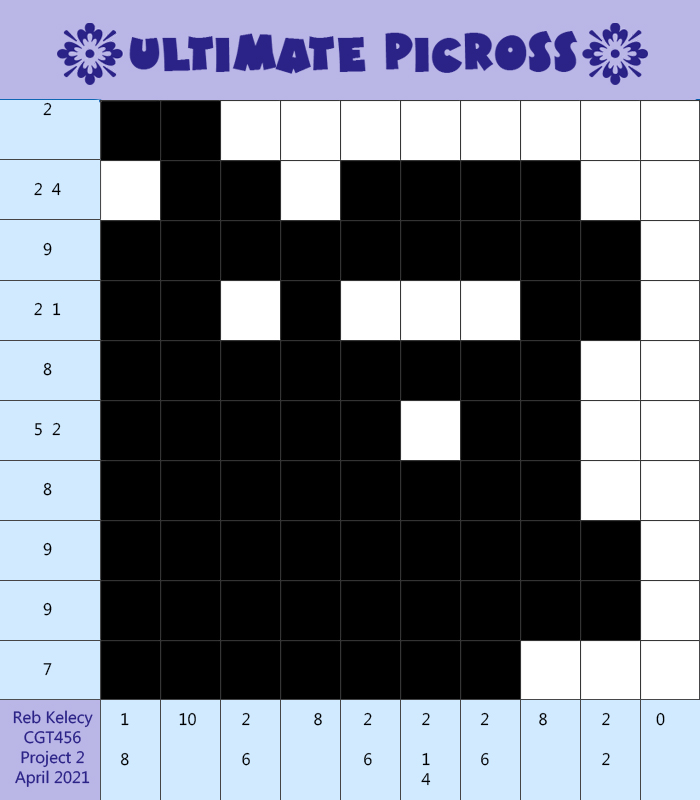 ULTIMATE PICROSS
2
2 4
9
2 1
8
5 2
8
9
9
7
Reb Kelecy
CGT456
Project 2
April 2021
1 10 2 8 2 2 2 8 2 0
8 6 6 1 6 2
4